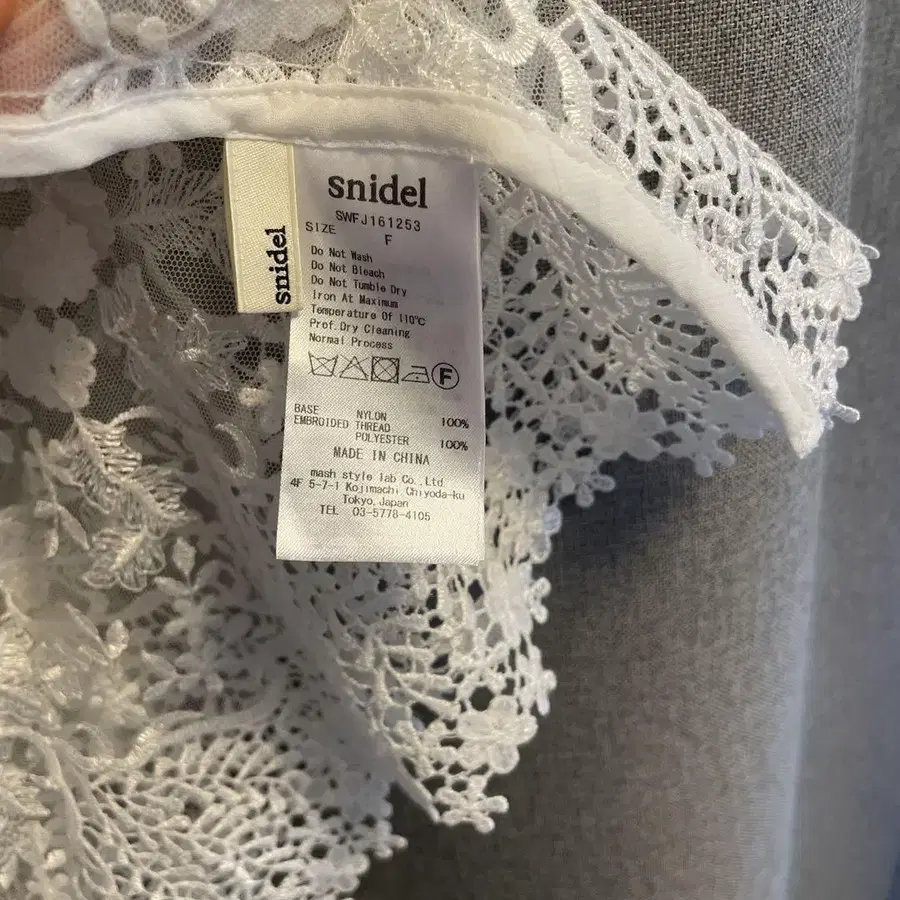 snidel
snidel
SWFJ161253
SIZE F
Do Not Wash
Do Not Bleach
Do Not Tumble Dry
Iron At Maximum
Temperature Of 110℃
Prof.Dry Cleaning
Normal Process
F
BASE NYLON 100%
EMBROIDED THREAD
POLYESTER 100%
MADE IN CHINA
mash style lab Co.,Ltd
4F 5-7-1 Kojimachi Chiyoda-ku
Tokyo,Japan
TEL 03-5778-4105